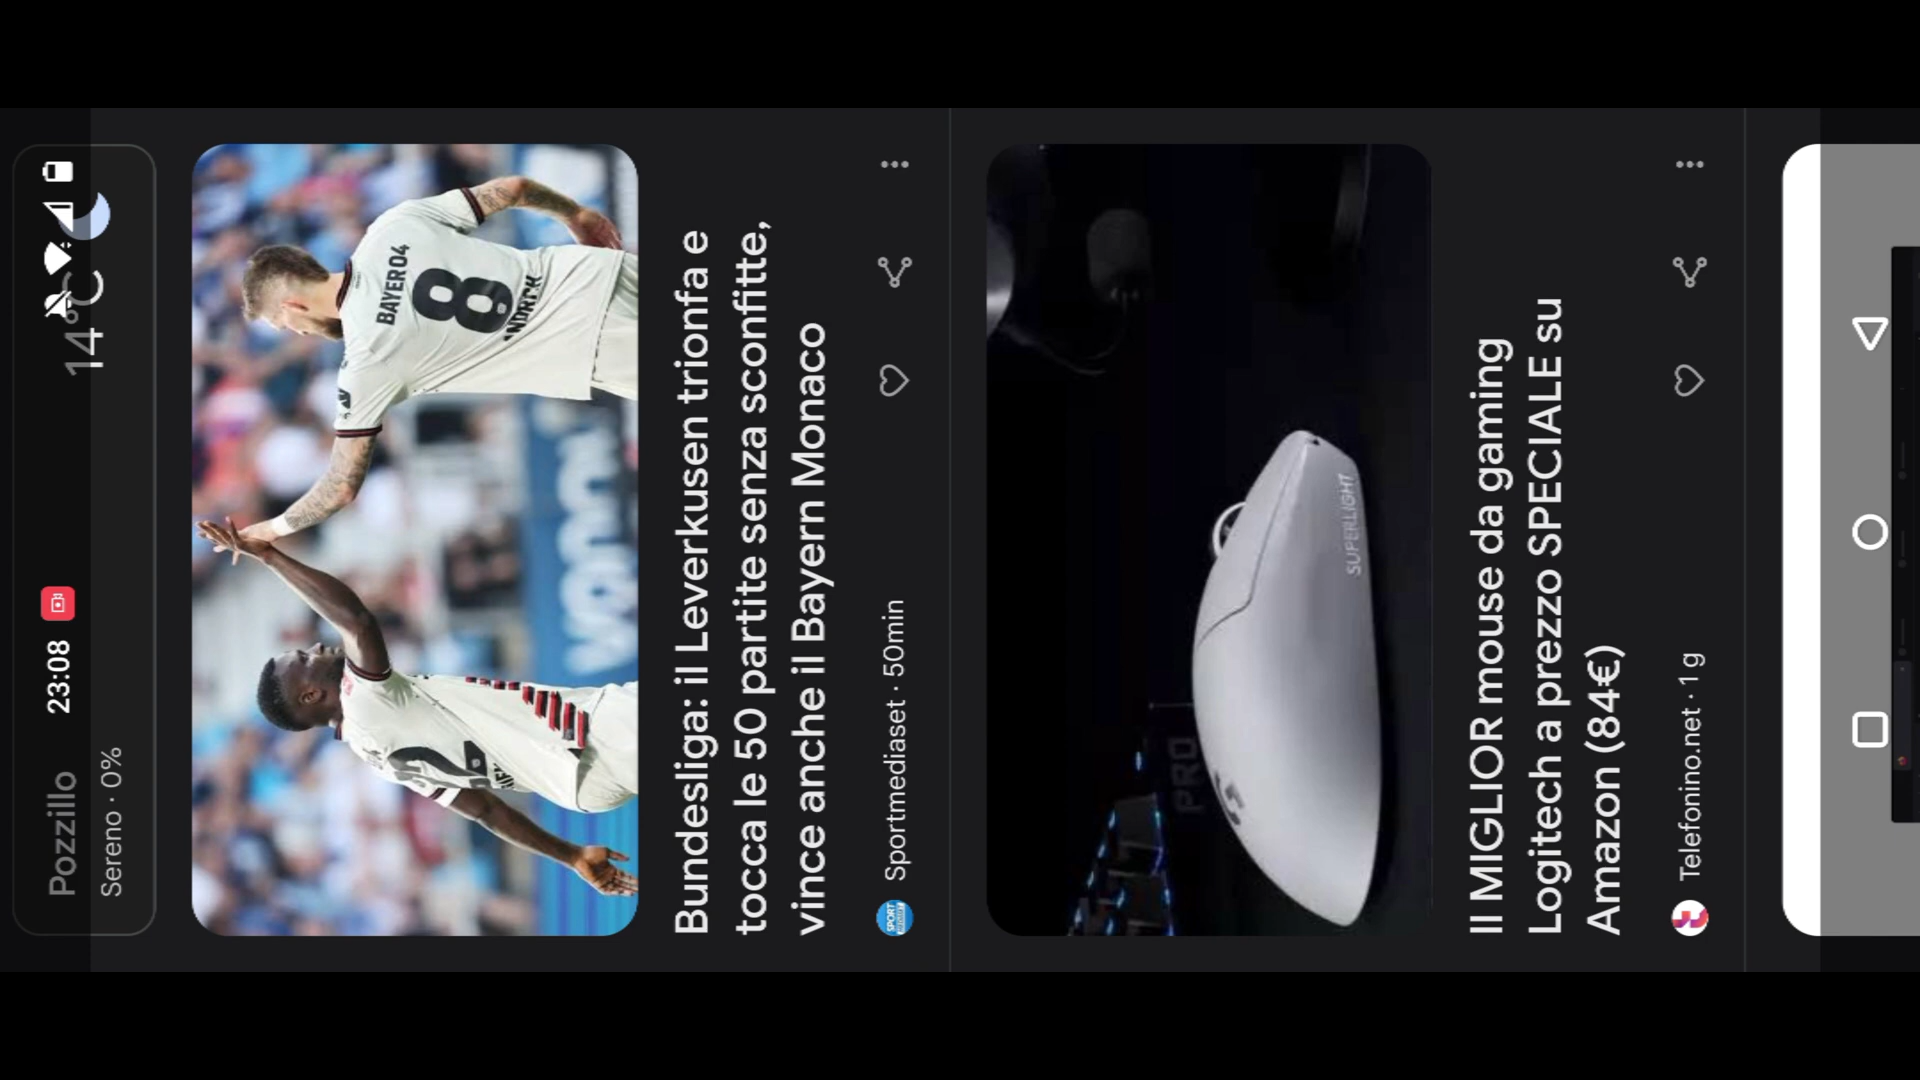 23:08
Pozzillo
14°C
Sereno · 0%
BAYER04
8
ANDRICH
Bundesliga: il Leverkusen trionfa e
tocca le 50 partite senza sconfitte,
vince anche il Bayern Monaco
SPORT
Sportmediaset · 50min
PRO
SUPERLIGHT
Il MIGLIOR mouse da gaming
Logitech a prezzo SPECIALE su
Amazon (84€)
Telefonino.net · 1 g